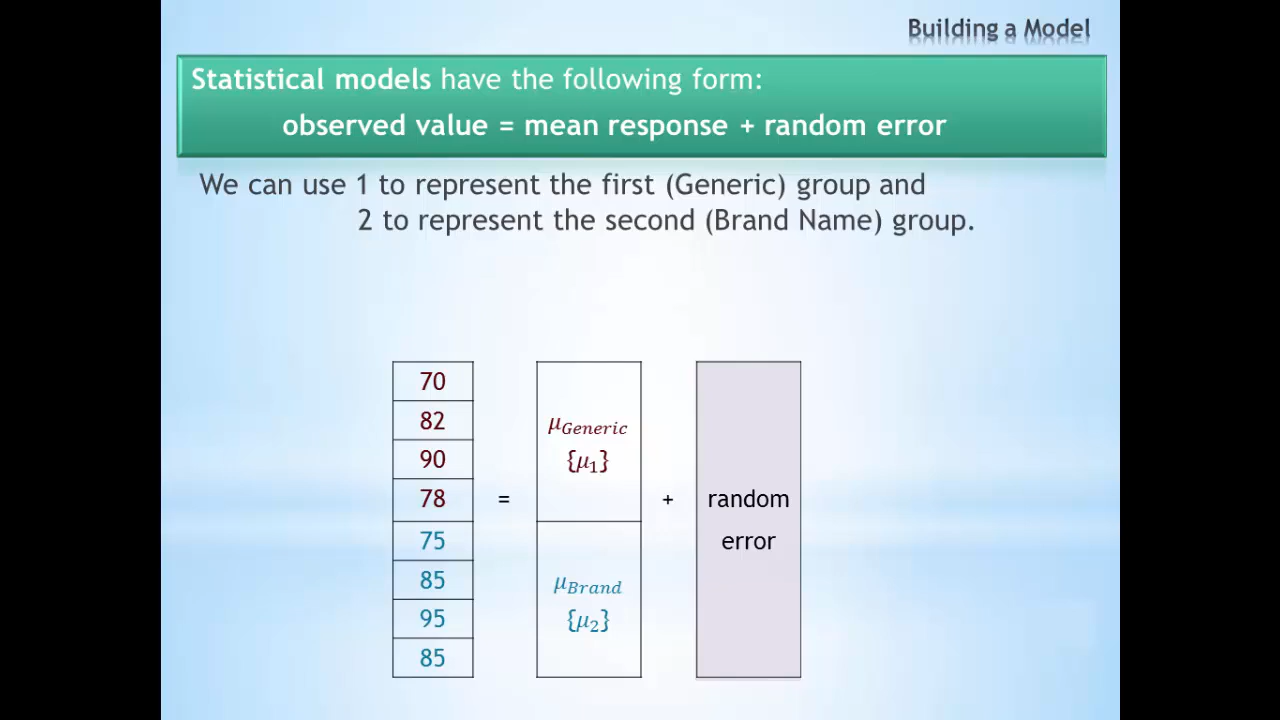 Building a Model
Statistical models have the following form:
observed value = mean response + random error
We can use 1 to represent the first (Generic) group and
2 to represent the second (Brand Name) group.
70
82
90
78
75
85
95
85
=
μ_Generic
{μ₁}
μ_Brand
{μ₂}
+
random
error